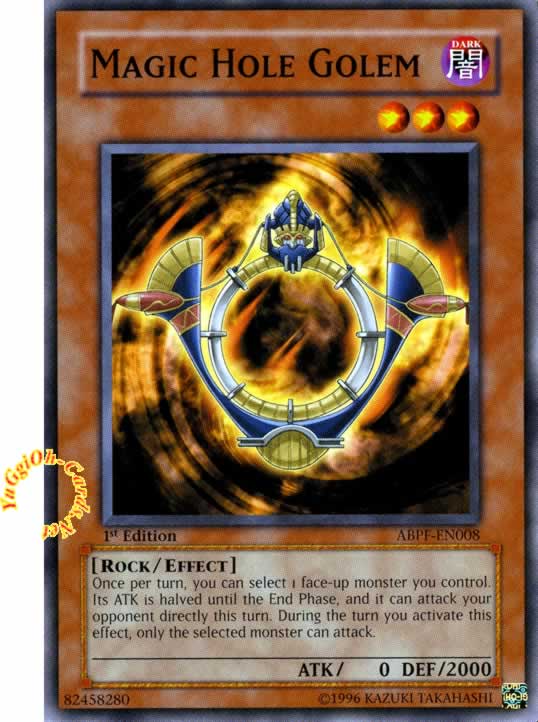 MAGIC HOLE GOLEM
DARK
闇
1st Edition
ABPF-EN008
YuGgiOh-Cards.Net
[ROCK/EFFECT]
Once per turn, you can select 1 face-up monster you control.
Its ATK is halved until the End Phase, and it can attack your
opponent directly this turn. During the turn you activate this
effect, only the selected monster can attack.
ATK/ 0 DEF/2000
82458280
©1996 KAZUKI TAKAHASHI